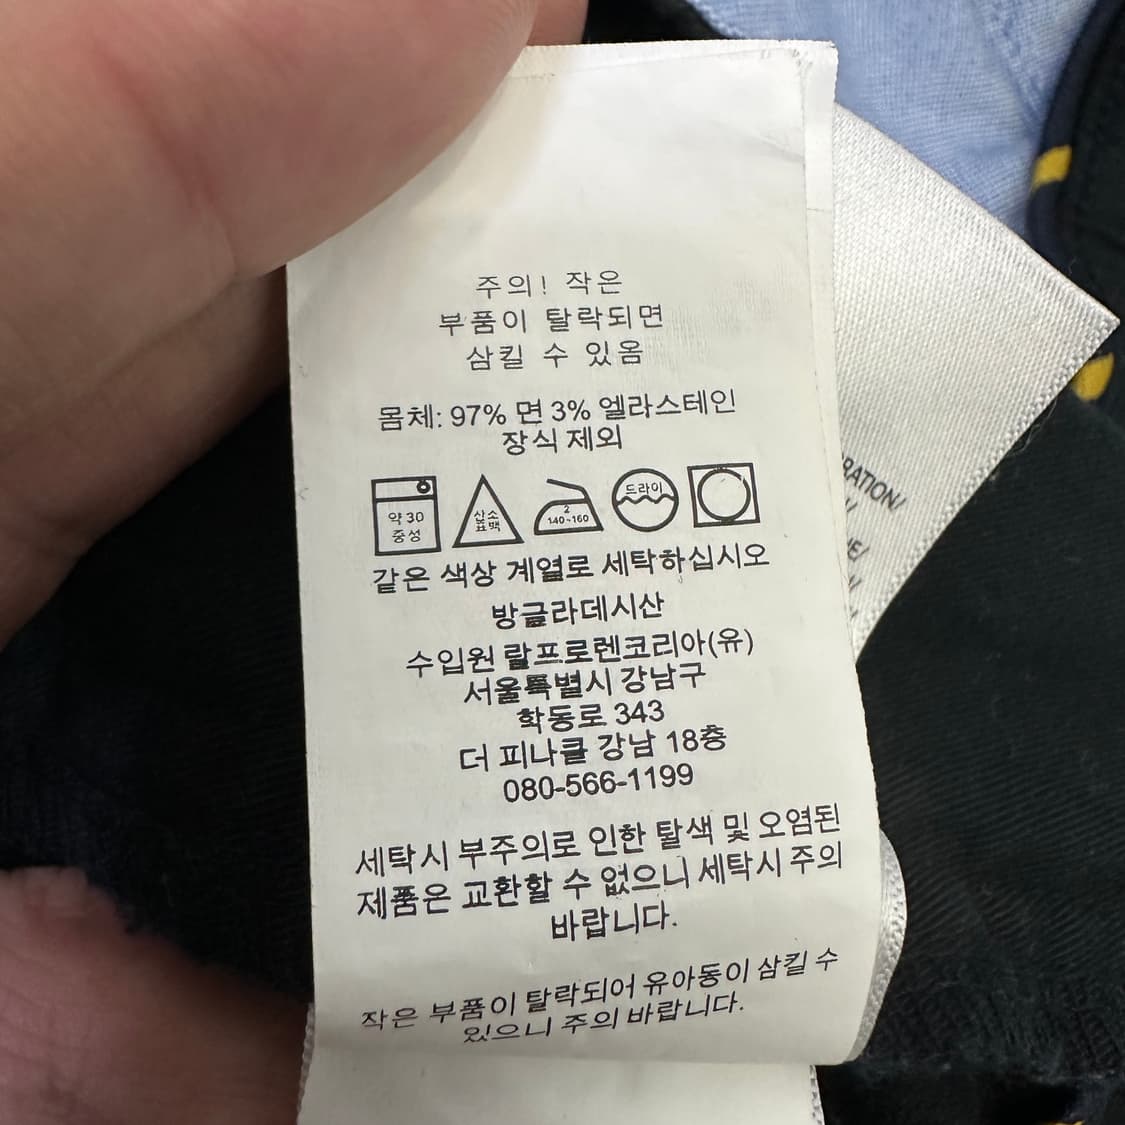 주의! 작은
부품이 탈락되면
삼킬 수 있옴
몸체: 97% 면 3% 엘라스테인
장식 제외
약 30
중성
산소
표백
2
140~160
드라이
같은 색상 계열로 세탁하십시오
방글라데시산
수입원 랄프로렌코리아(유)
서울특별시 강남구
학동로 343
더 피나클 강남 18층
080-566-1199
세탁시 부주의로 인한 탈색 및 오염된
제품은 교환할 수 없으니 세탁시 주의
바랍니다.
작은 부품이 탈락되어 유아동이 삼킬 수
있으니 주의 바랍니다.
RATION/